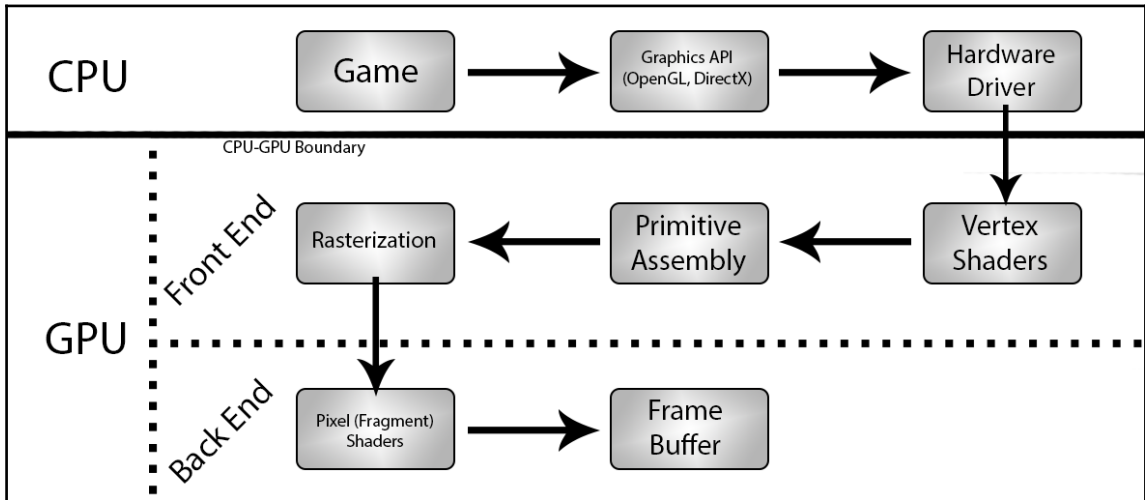 CPU
Game
Graphics API
(OpenGL, DirectX)
Hardware
Driver
CPU-GPU Boundary
GPU
Front End
Rasterization
Primitive
Assembly
Vertex
Shaders
Back End
Pixel (Fragment)
Shaders
Frame
Buffer